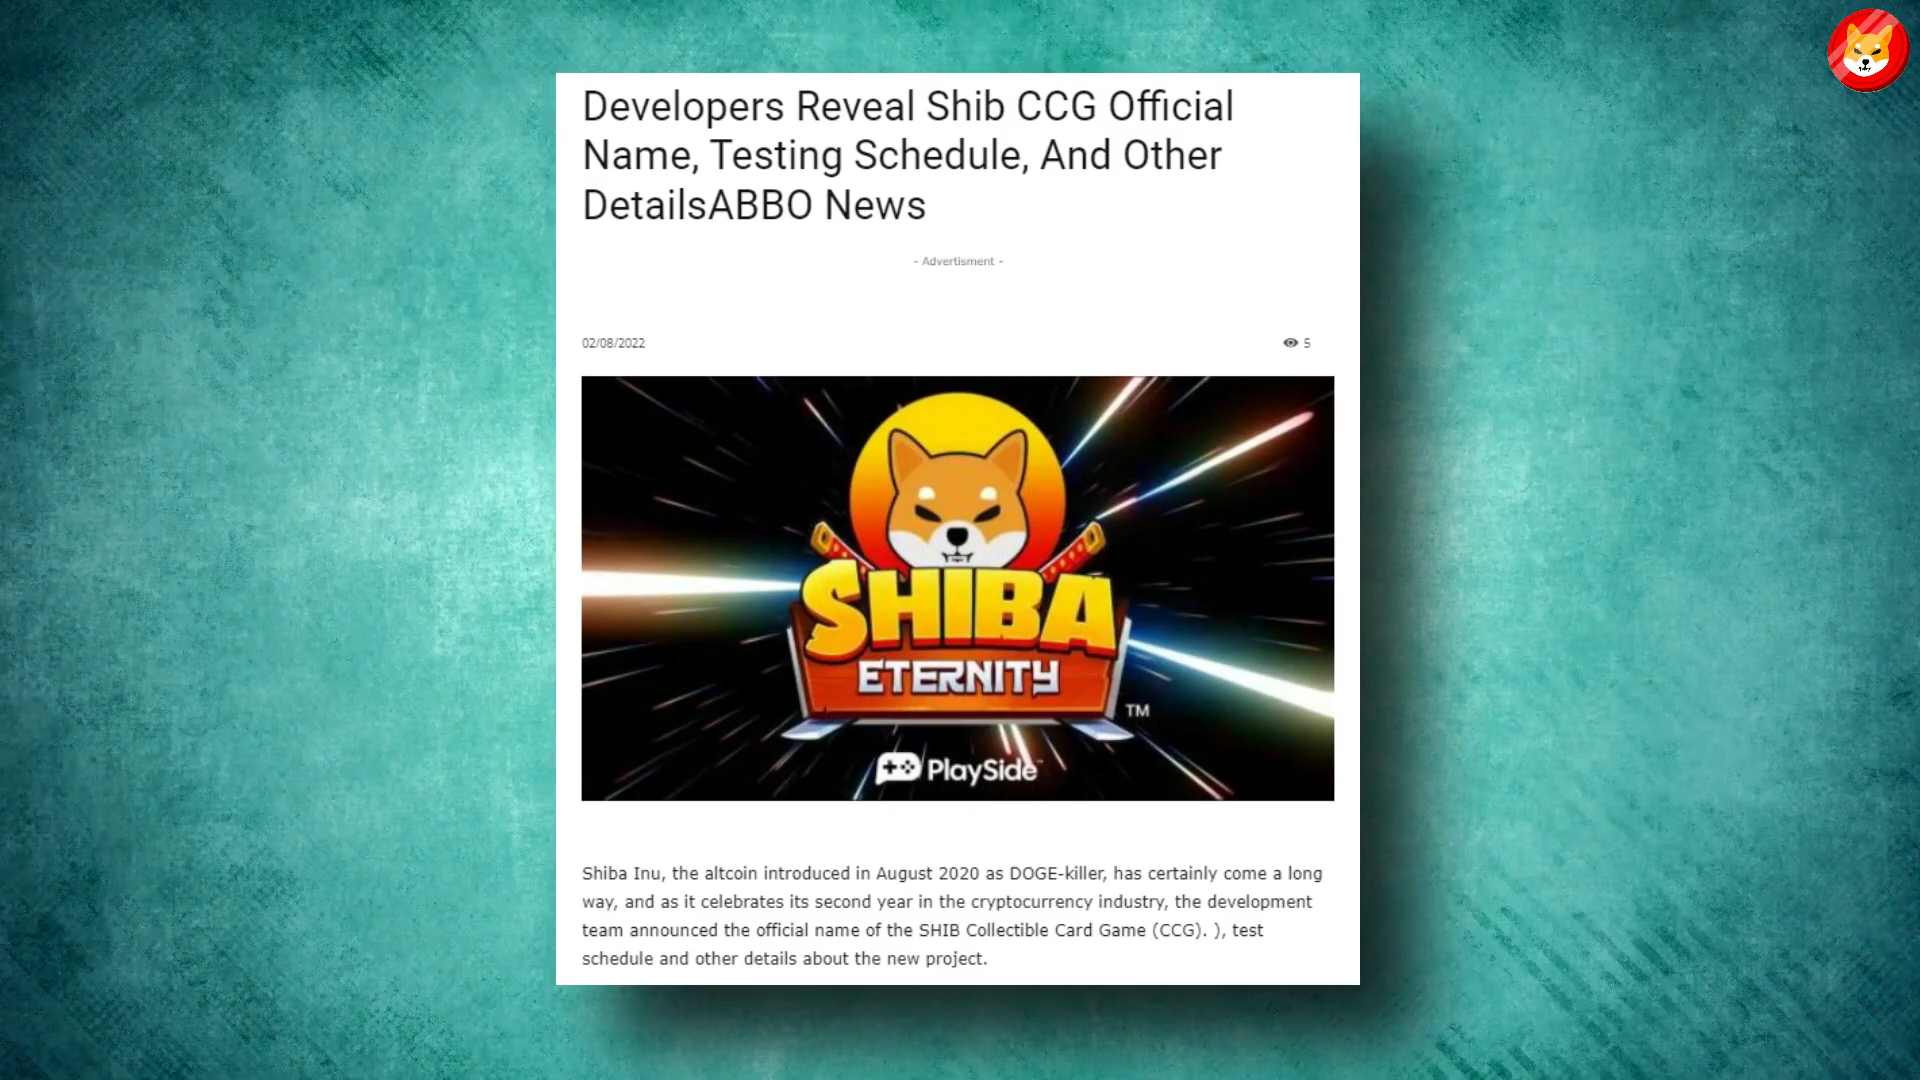 Developers Reveal Shib CCG Official
Name, Testing Schedule, And Other
DetailsABBO News
- Advertisment -
02/08/2022
5
SHIBA
ETERNITY
TM
PlaySide
Shiba Inu, the altcoin introduced in August 2020 as DOGE-killer, has certainly come a long
way, and as it celebrates its second year in the cryptocurrency industry, the development
team announced the official name of the SHIB Collectible Card Game (CCG). ), test
schedule and other details about the new project.